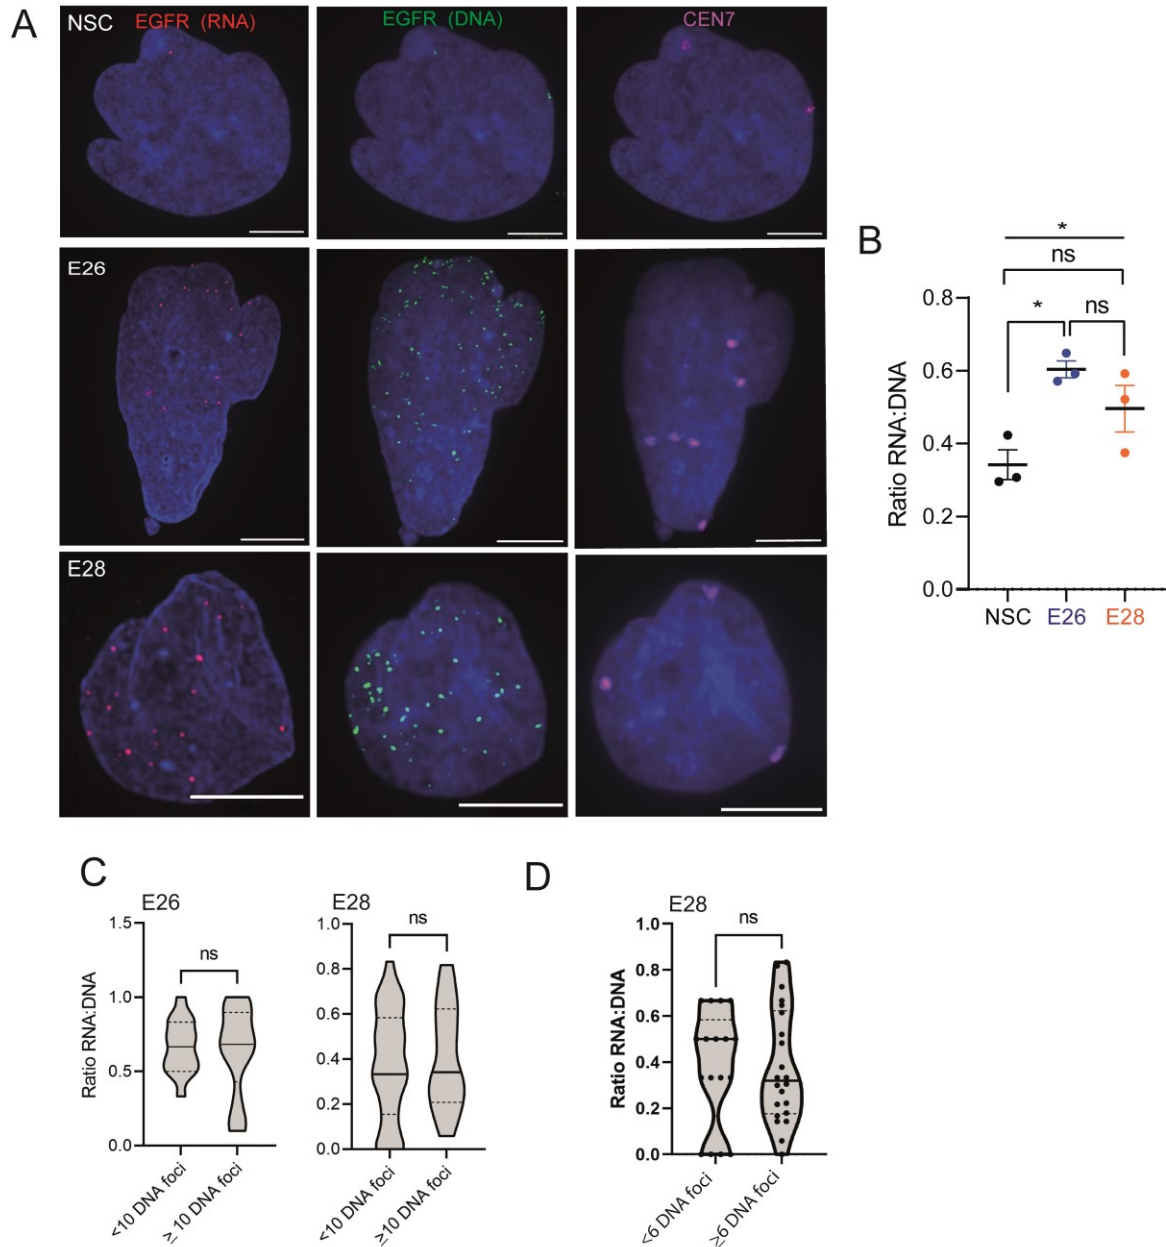 A
NSC EGFR (RNA) EGFR (DNA) CEN7
E26
E28
B
*
ns
* ns
Ratio RNA:DNA
0.8
0.6
0.4
0.2
0.0
NSC E26 E28
C
E26
ns
Ratio RNA:DNA
1.5
1.0
0.5
0.0
<10 DNA foci
≥10 DNA foci
E28
ns
1.0
0.8
0.6
0.4
0.2
0.0
<10 DNA foci
≥10 DNA foci
D
E28
ns
Ratio RNA:DNA
1.0
0.8
0.6
0.4
0.2
0.0
<6 DNA foci
≥6 DNA foci